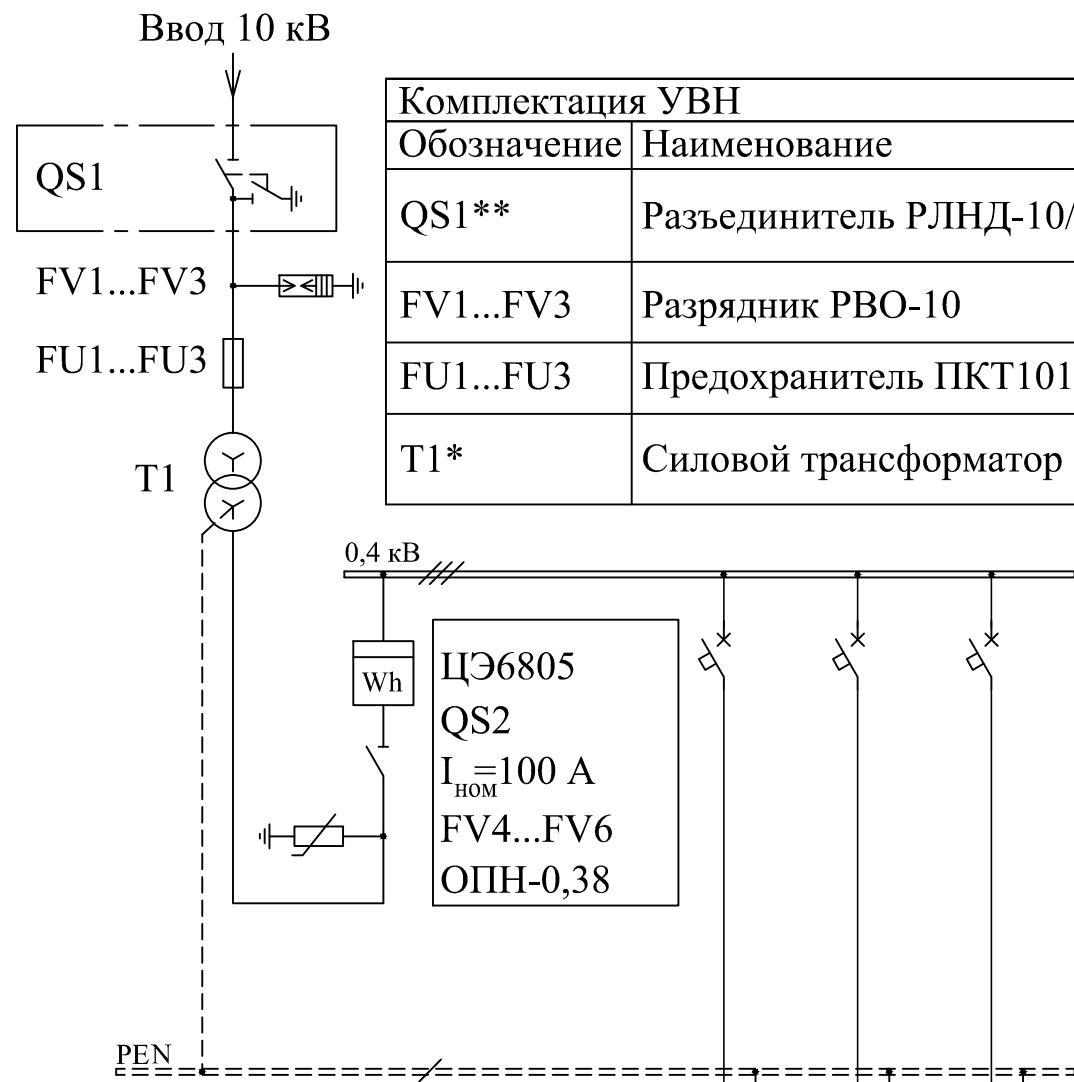 Ввод 10 кВ
Комплектация УВН
Обозначение Наименование
QS1
QS1** Разъединитель РЛНД-10/
FV1...FV3
FV1...FV3 Разрядник РВО-10
FU1...FU3
FU1...FU3 Предохранитель ПКТ101
T1
T1* Силовой трансформатор
0,4 кВ
Wh
ЦЭ6805
QS2
Iном=100 А
FV4...FV6
ОПН-0,38
PEN